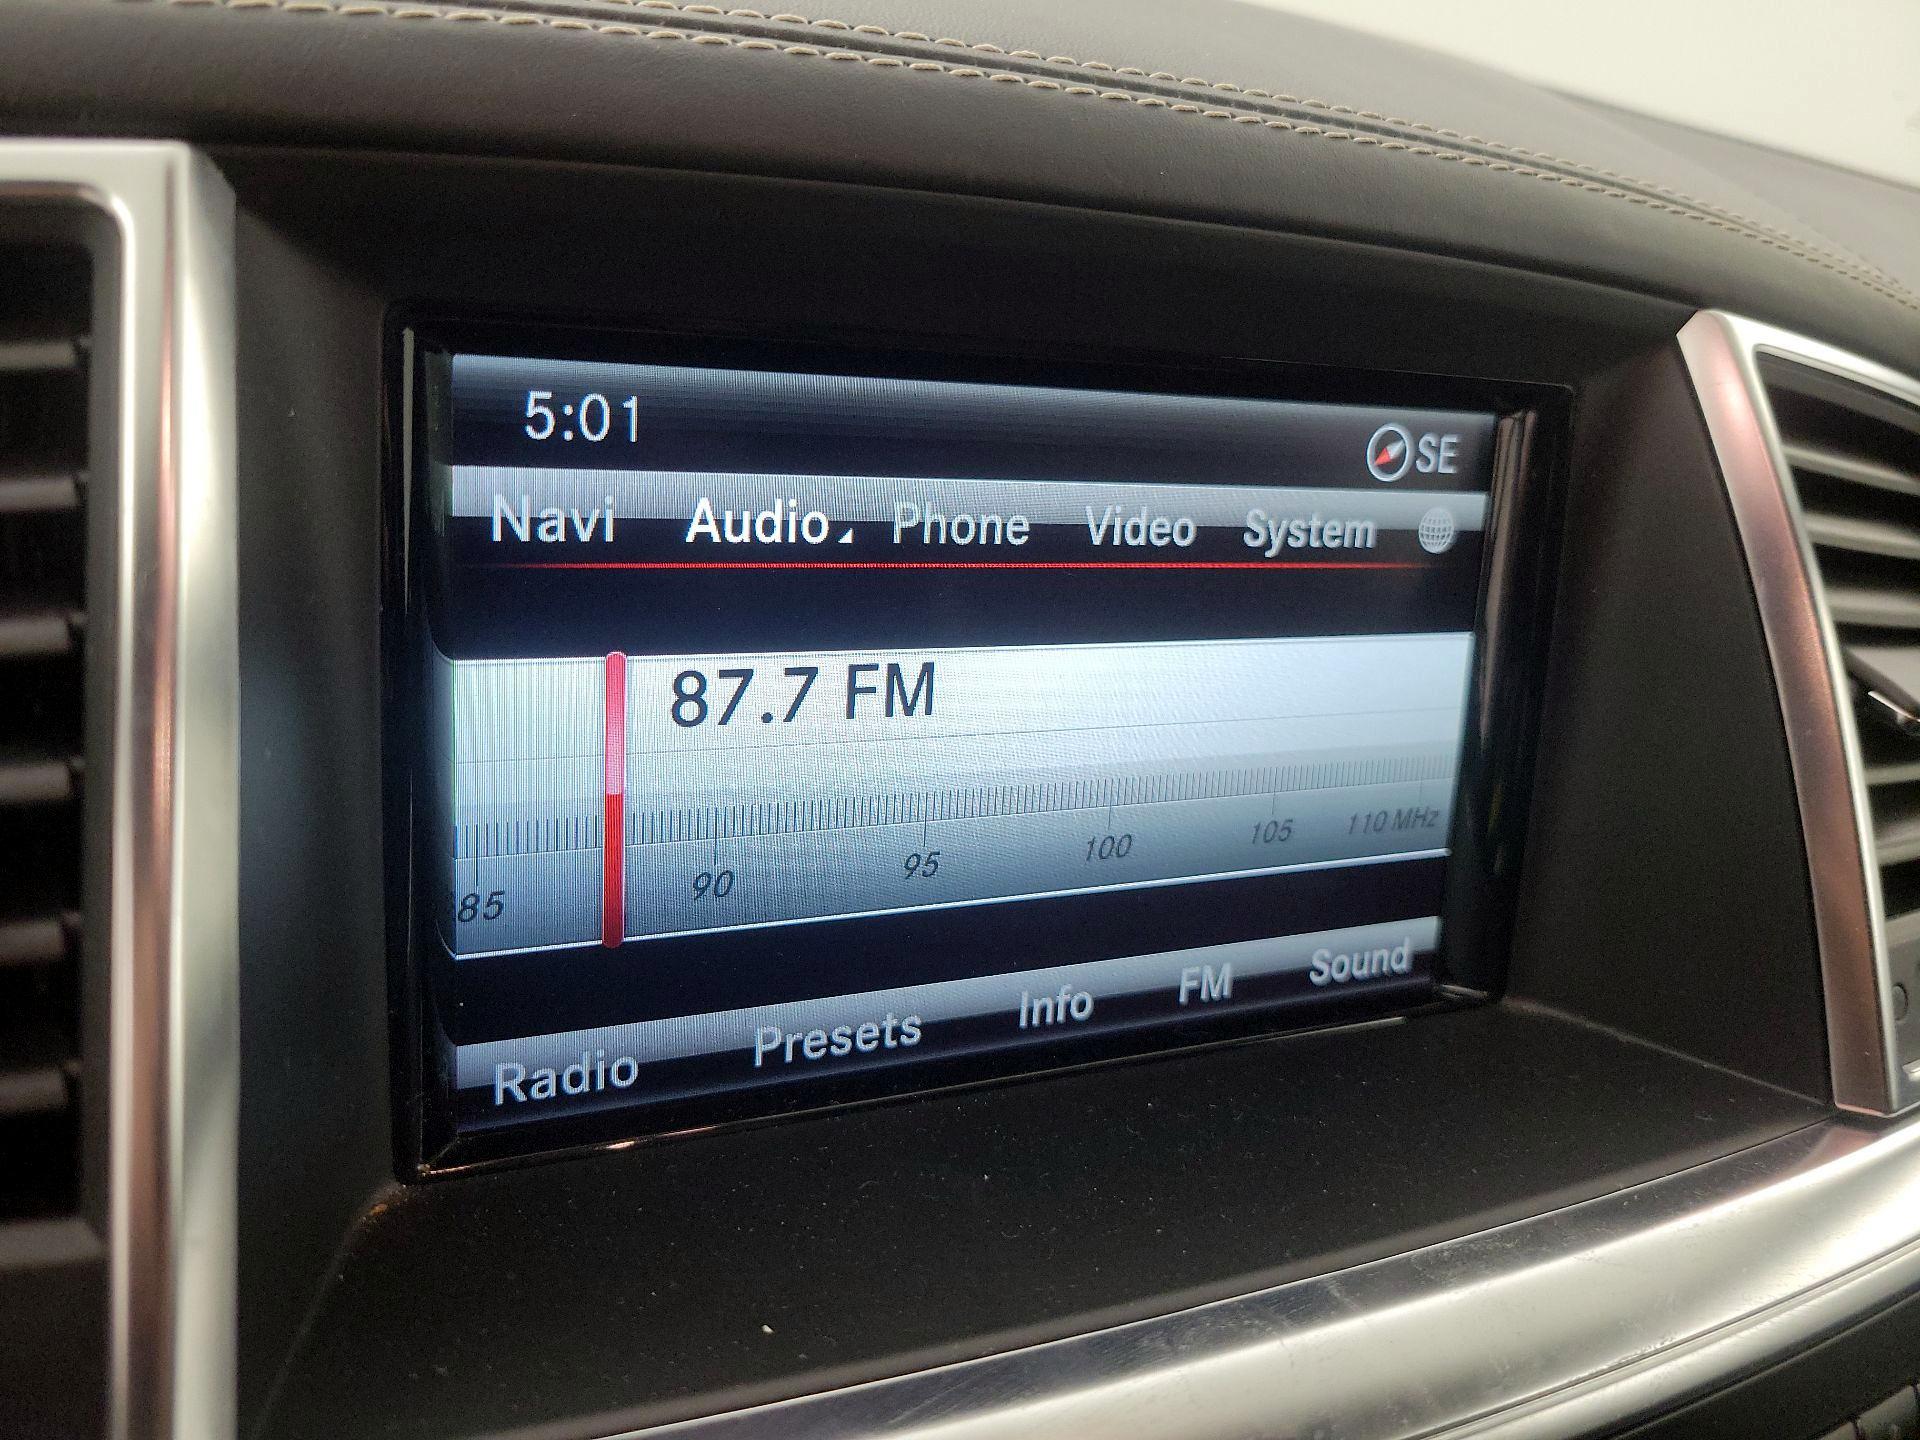 5:01
SE
Navi Audio Phone Video System
87.7 FM
85 90 95 100 105 110 MHz
Radio Presets Info FM Sound